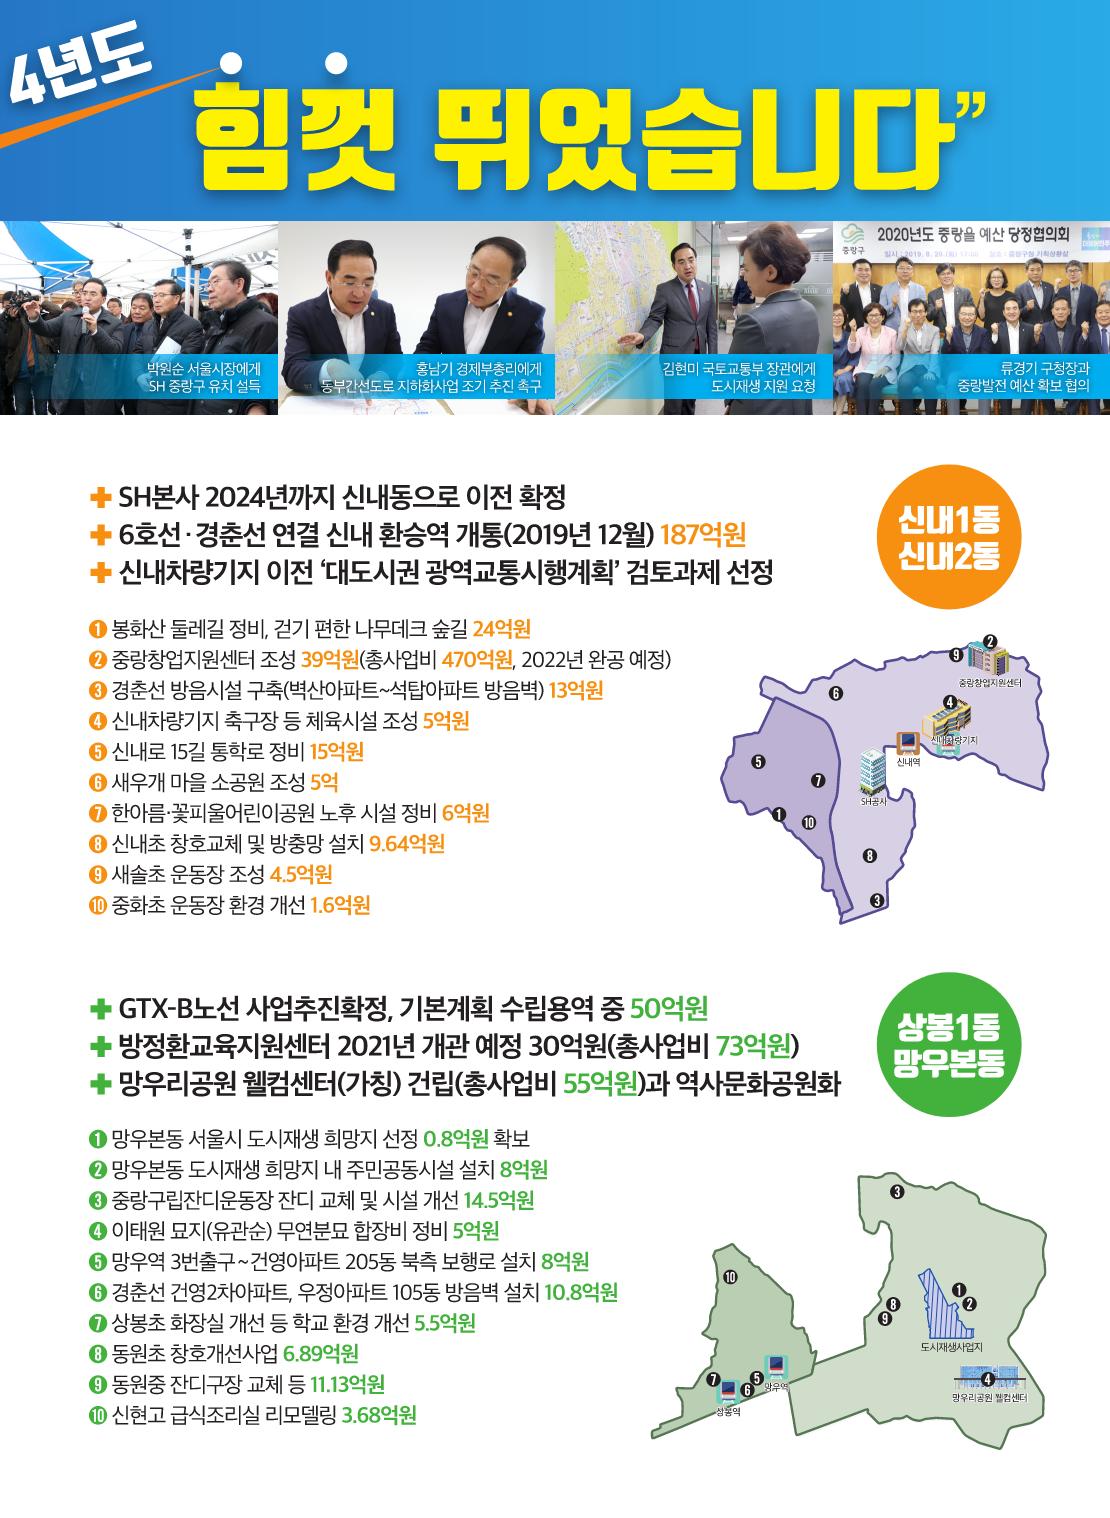 4년도
힘껏 뛰었습니다”
박원순 서울시장에게
SH 중랑구 유치 설득
홍남기 경제부총리에게
동부간선도로 지하화사업 조기 추진 촉구
김현미 국토교통부 장관에게
도시재생 지원 요청
중랑구
2020년도 중랑을 예산 당정협의회
류경기 구청장과
중랑발전 예산 확보 협의
✚ SH본사 2024년까지 신내동으로 이전 확정
✚ 6호선·경춘선 연결 신내 환승역 개통(2019년 12월) 187억원
✚ 신내차량기지 이전 ‘대도시권 광역교통시행계획’ 검토과제 선정
신내1동
신내2동
❶ 봉화산 둘레길 정비, 걷기 편한 나무데크 숲길 24억원
❷ 중랑창업지원센터 조성 39억원(총사업비 470억원, 2022년 완공 예정)
❸ 경춘선 방음시설 구축(벽산아파트~석탑아파트 방음벽) 13억원
❹ 신내차량기지 축구장 등 체육시설 조성 5억원
❺ 신내로 15길 통학로 정비 15억원
❻ 새우개 마을 소공원 조성 5억
❼ 한아름·꽃피울어린이공원 노후 시설 정비 6억원
❽ 신내초 창호교체 및 방충망 설치 9.64억원
❾ 새솔초 운동장 조성 4.5억원
❿ 중화초 운동장 환경 개선 1.6억원
❷
❾
중랑창업지원센터
❻
❹
신내차량기지
신내역
❺
❼
SH공사
❶
❿
❽
❸
✚ GTX-B노선 사업추진확정, 기본계획 수립용역 중 50억원
✚ 방정환교육지원센터 2021년 개관 예정 30억원(총사업비 73억원)
✚ 망우리공원 웰컴센터(가칭) 건립(총사업비 55억원)과 역사문화공원화
상봉1동
망우본동
❶ 망우본동 서울시 도시재생 희망지 선정 0.8억원 확보
❷ 망우본동 도시재생 희망지 내 주민공동시설 설치 8억원
❸ 중랑구립잔디운동장 잔디 교체 및 시설 개선 14.5억원
❹ 이태원 묘지(유관순) 무연분묘 합장비 정비 5억원
❺ 망우역 3번출구~건영아파트 205동 북측 보행로 설치 8억원
❻ 경춘선 건영2차아파트, 우정아파트 105동 방음벽 설치 10.8억원
❼ 상봉초 화장실 개선 등 학교 환경 개선 5.5억원
❽ 동원초 창호개선사업 6.89억원
❾ 동원중 잔디구장 교체 등 11.13억원
❿ 신현고 급식조리실 리모델링 3.68억원
❸
❿
❶
❷
❽
❾
도시재생사업지
❼
❺
❻
망우역
상봉역
❹
망우리공원 웰컴센터